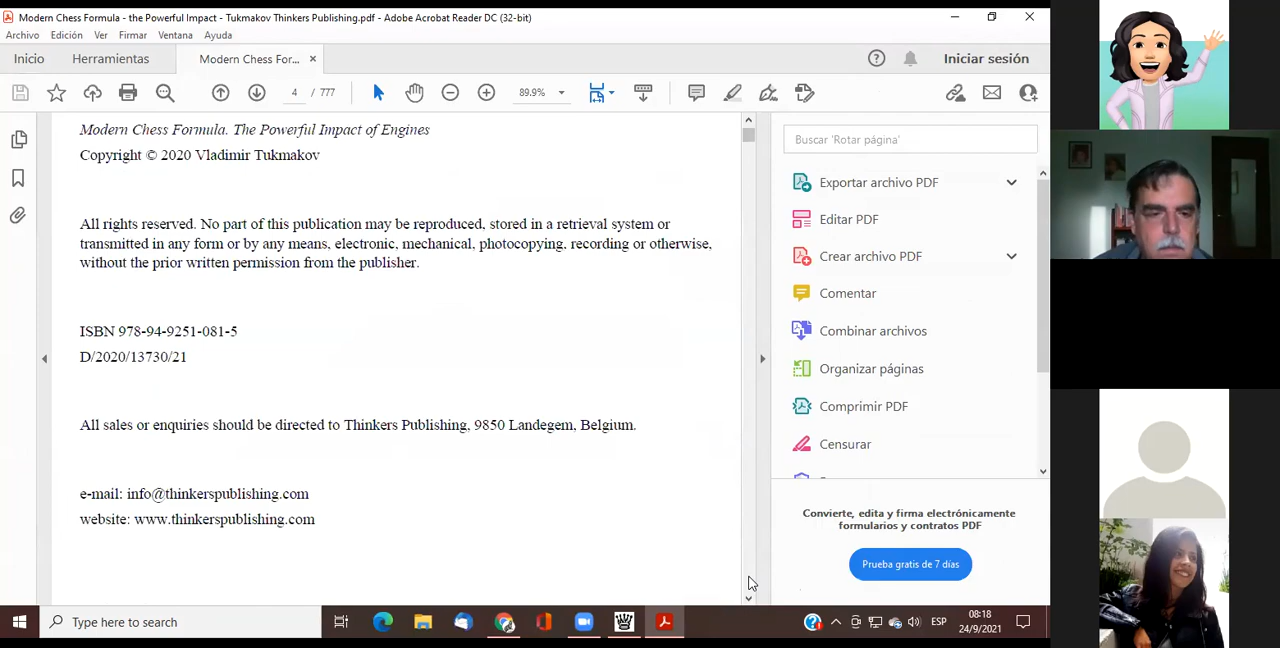 Modern Chess Formula - the Powerful Impact - Tukmakov Thinkers Publishing.pdf - Adobe Acrobat Reader DC (32-bit)
Archivo Edición Ver Firmar Ventana Ayuda
Inicio Herramientas Modern Chess For... × Iniciar sesión
4 / 777 89.9%
Modern Chess Formula. The Powerful Impact of Engines
Copyright © 2020 Vladimir Tukmakov
All rights reserved. No part of this publication may be reproduced, stored in a retrieval system or
transmitted in any form or by any means, electronic, mechanical, photocopying, recording or otherwise,
without the prior written permission from the publisher.
ISBN 978-94-9251-081-5
D/2020/13730/21
All sales or enquiries should be directed to Thinkers Publishing, 9850 Landegem, Belgium.
e-mail: info@thinkerspublishing.com
website: www.thinkerspublishing.com
Buscar 'Rotar página'
Exportar archivo PDF
Editar PDF
Crear archivo PDF
Comentar
Combinar archivos
Organizar páginas
Comprimir PDF
Censurar
Convierte, edita y firma electrónicamente
formularios y contratos PDF
Prueba gratis de 7 días
Type here to search
ESP
08:18
24/9/2021